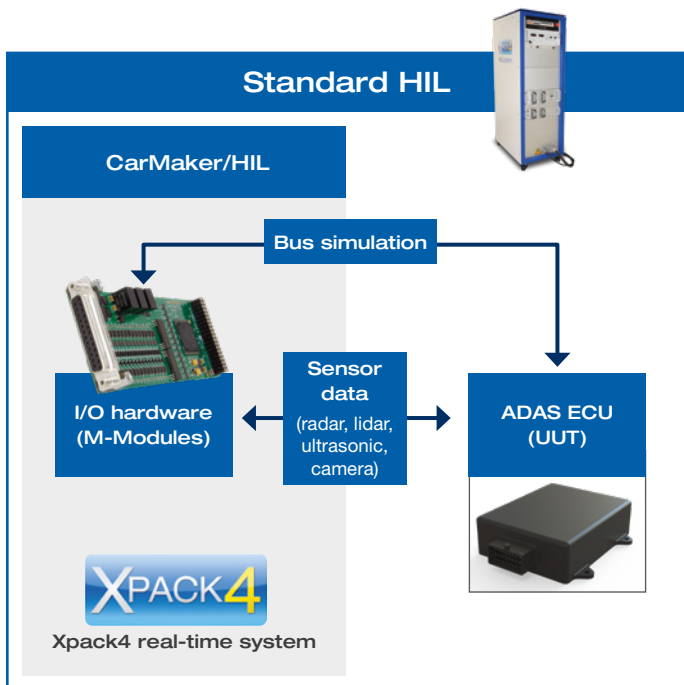 Standard HIL
CarMaker/HIL
Bus simulation
Sensor
data
(radar, lidar,
ultrasonic,
camera)
I/O hardware
(M-Modules)
ADAS ECU
(UUT)
XPACK4
Xpack4 real-time system